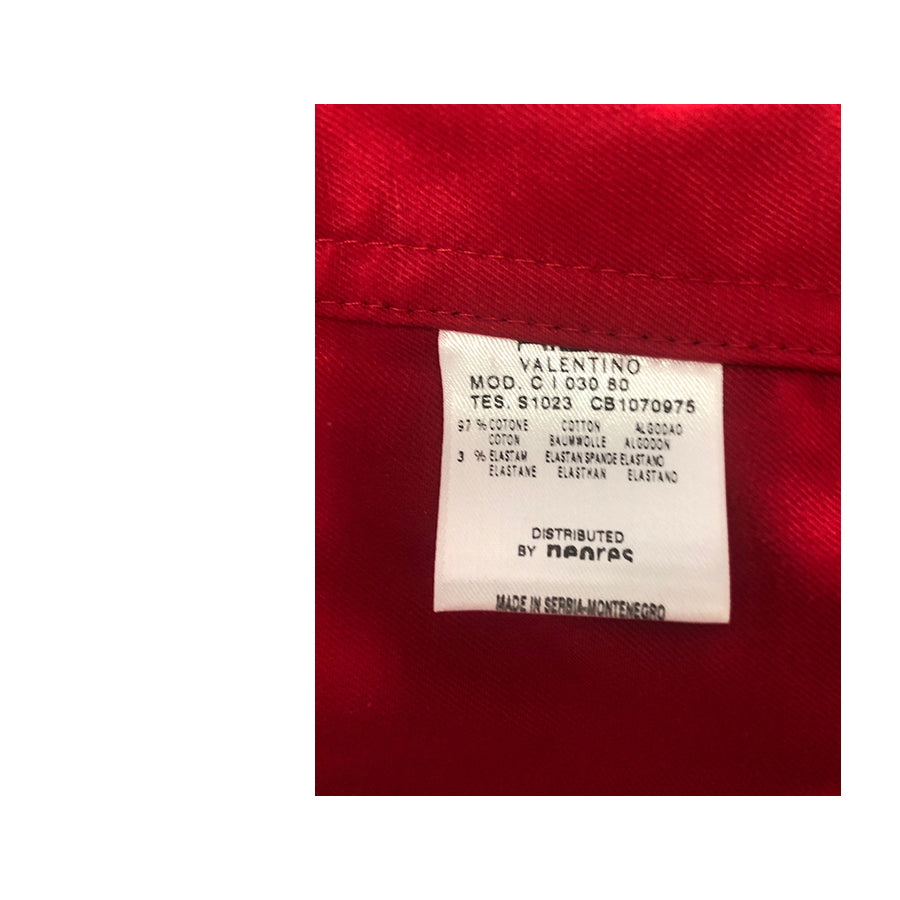 VALENTINO
MOD. C I 030 80
TES. S1023 CB1070975
97 % COTONE COTTON ALGODAO
COTON BAUMWOLLE ALGODON
3 % ELASTAM ELASTAN SPANDE ELASTANO
ELASTANE ELASTHAN ELASTANO
DISTRIBUTED
BY neores
MADE IN SERBIA-MONTENEGRO